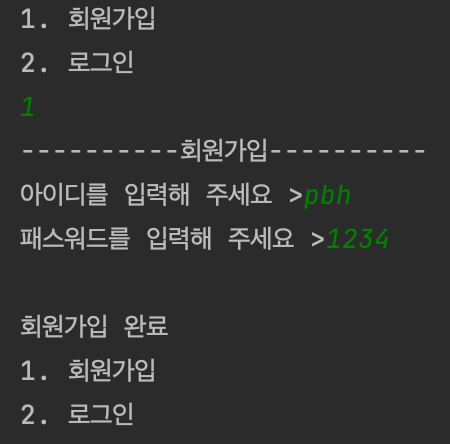 1. 회원가입
2. 로그인
1
----------회원가입----------
아이디를 입력해 주세요 >pbh
패스워드를 입력해 주세요 >1234
회원가입 완료
1. 회원가입
2. 로그인